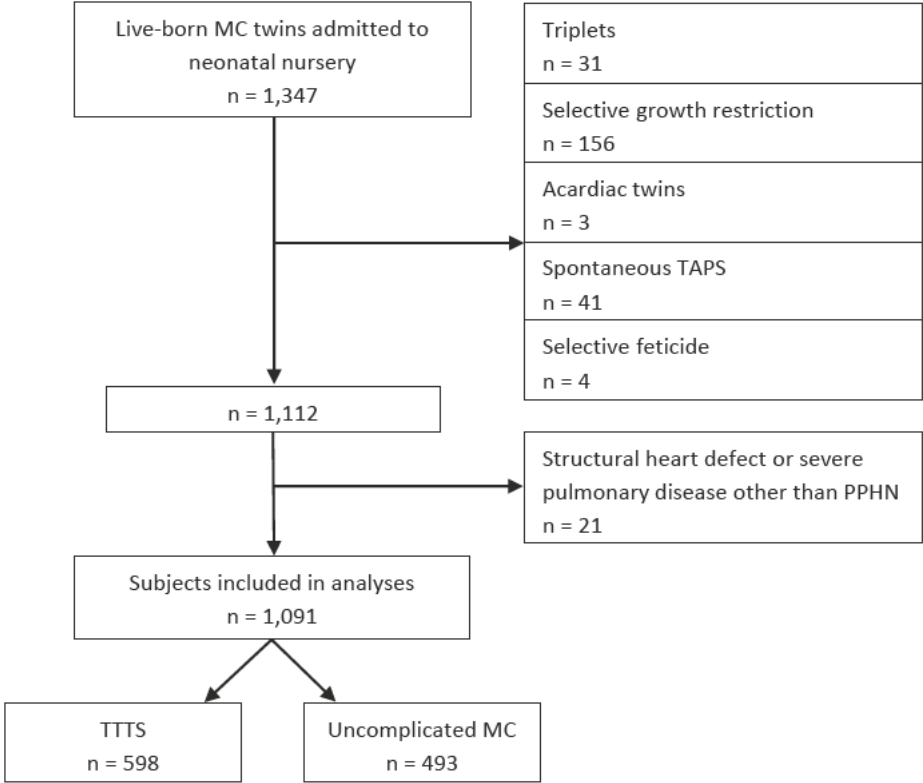 Live-born MC twins admitted to
neonatal nursery
n = 1,347
Triplets
n = 31
Selective growth restriction
n = 156
Acardiac twins
n = 3
Spontaneous TAPS
n = 41
Selective feticide
n = 4
n = 1,112
Structural heart defect or severe
pulmonary disease other than PPHN
n = 21
Subjects included in analyses
n = 1,091
TTTS
n = 598
Uncomplicated MC
n = 493